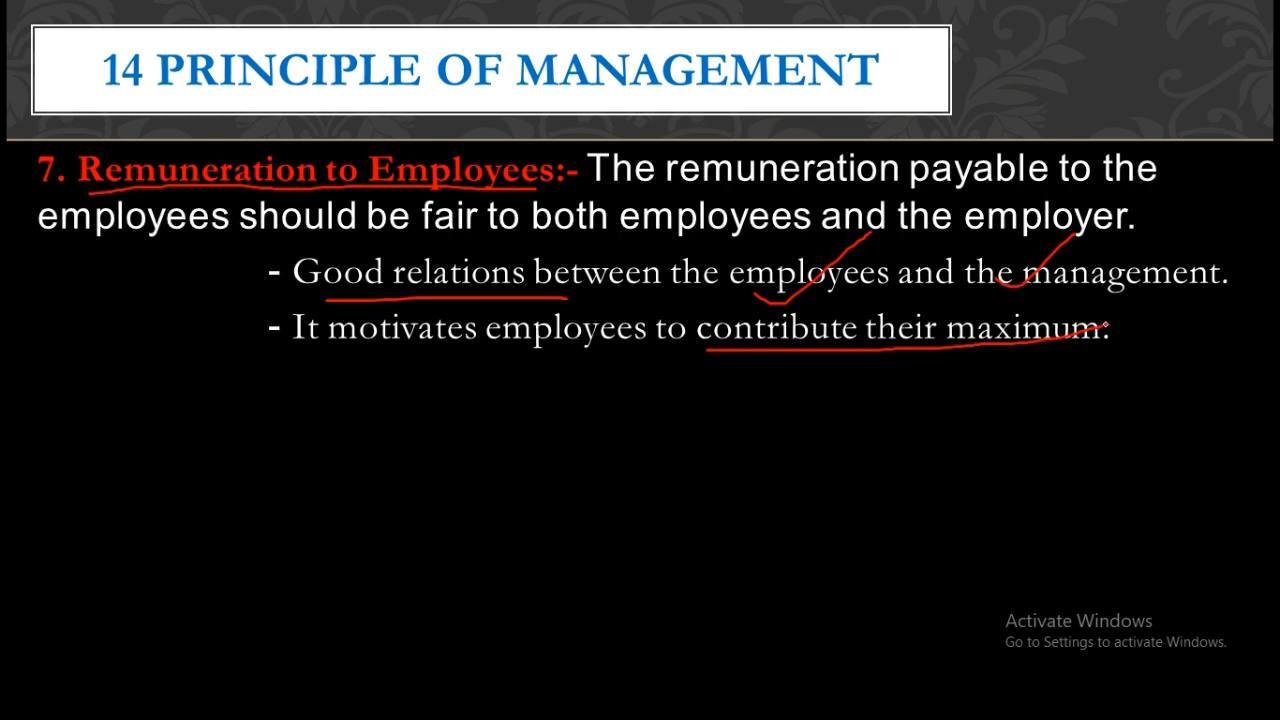 14 PRINCIPLE OF MANAGEMENT
7. Remuneration to Employees:- The remuneration payable to the
employees should be fair to both employees and the employer.
- Good relations between the employees and the management.
- It motivates employees to contribute their maximum.
Activate Windows
Go to Settings to activate Windows.